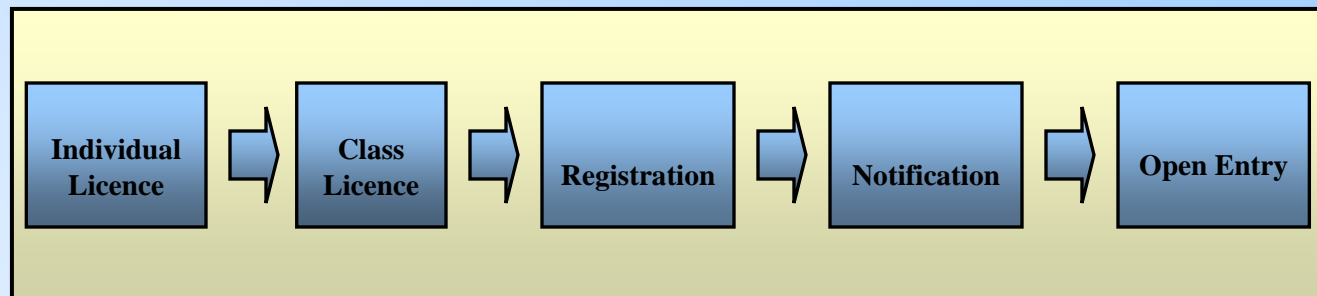 Individual
Licence
Class
Licence
Registration
Notification
Open Entry